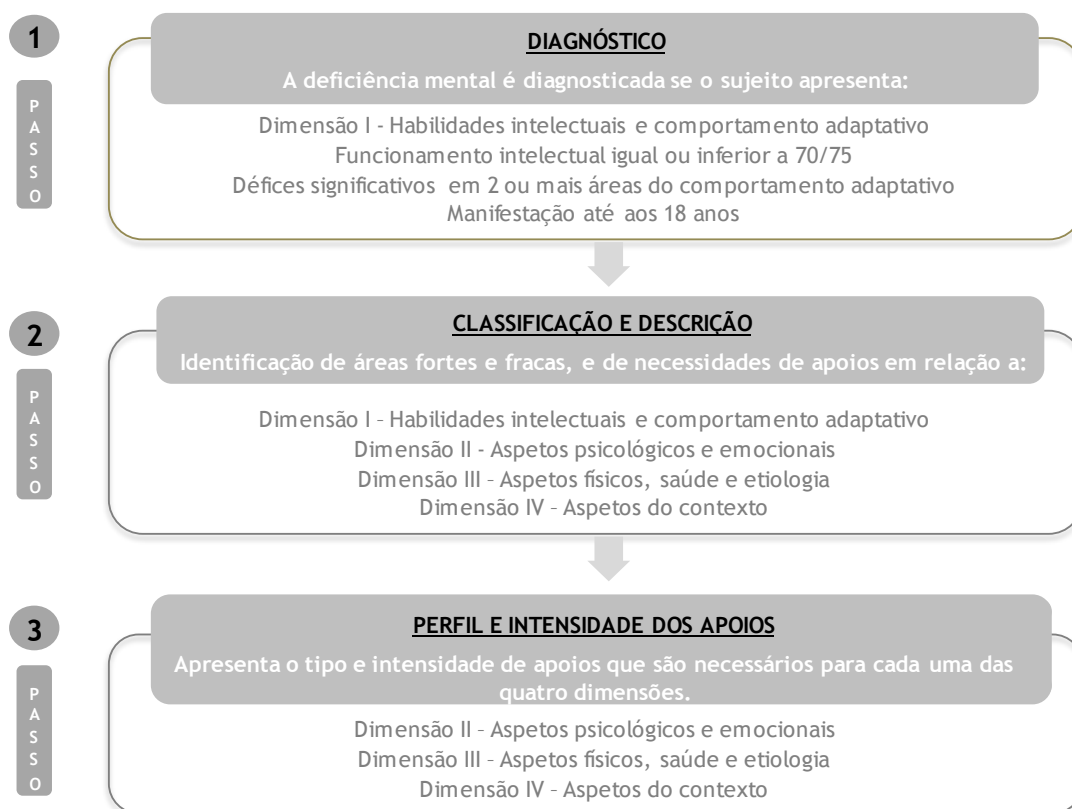 1
PASSO
DIAGNÓSTICO
A deficiência mental é diagnosticada se o sujeito apresenta:
Dimensão I - Habilidades intelectuais e comportamento adaptativo
Funcionamento intelectual igual ou inferior a 70/75
Défices significativos em 2 ou mais áreas do comportamento adaptativo
Manifestação até aos 18 anos
2
PASSO
CLASSIFICAÇÃO E DESCRIÇÃO
Identificação de áreas fortes e fracas, e de necessidades de apoios em relação a:
Dimensão I – Habilidades intelectuais e comportamento adaptativo
Dimensão II - Aspetos psicológicos e emocionais
Dimensão III – Aspetos físicos, saúde e etiologia
Dimensão IV – Aspetos do contexto
3
PASSO
PERFIL E INTENSIDADE DOS APOIOS
Apresenta o tipo e intensidade de apoios que são necessários para cada uma das
quatro dimensões.
Dimensão II – Aspetos psicológicos e emocionais
Dimensão III – Aspetos físicos, saúde e etiologia
Dimensão IV – Aspetos do contexto